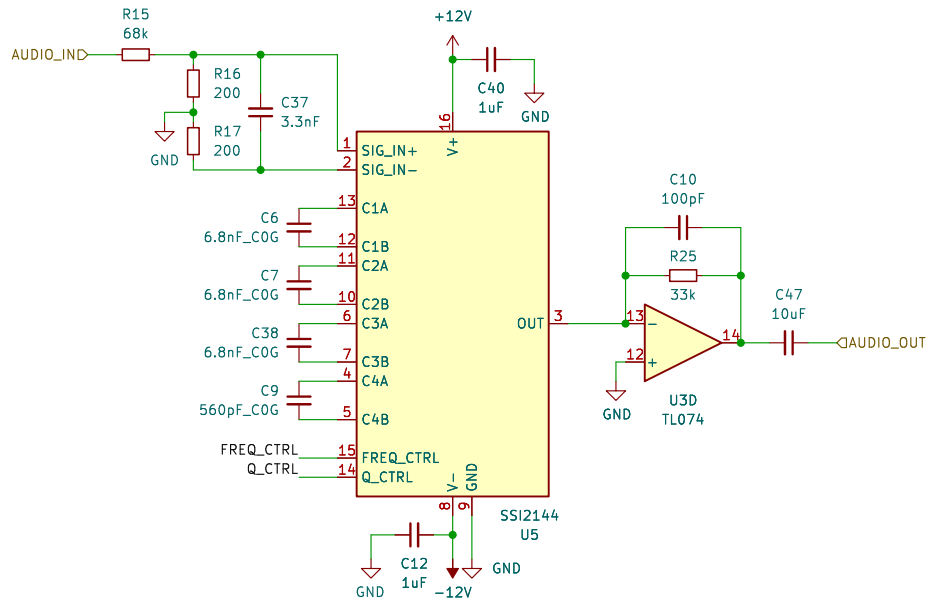 R15
68k
AUDIO_IN
R16
200
R17
200
GND
C37
3.3nF
+12V
C40
1uF
GND
16
V+
1
SIG_IN+
2
SIG_IN-
13
C1A
C6
6.8nF_C0G
12
C1B
11
C2A
C7
6.8nF_C0G
10
C2B
6
C3A
C38
6.8nF_C0G
7
C3B
4
C4A
C9
560pF_C0G
5
C4B
FREQ_CTRL
15
FREQ_CTRL
Q_CTRL
14
Q_CTRL
V-
GND
8
9
SSI2144
U5
C12
1uF
GND
-12V
GND
OUT
3
C10
100pF
R25
33k
13
-
12
+
14
GND
U3D
TL074
C47
10uF
AUDIO_OUT